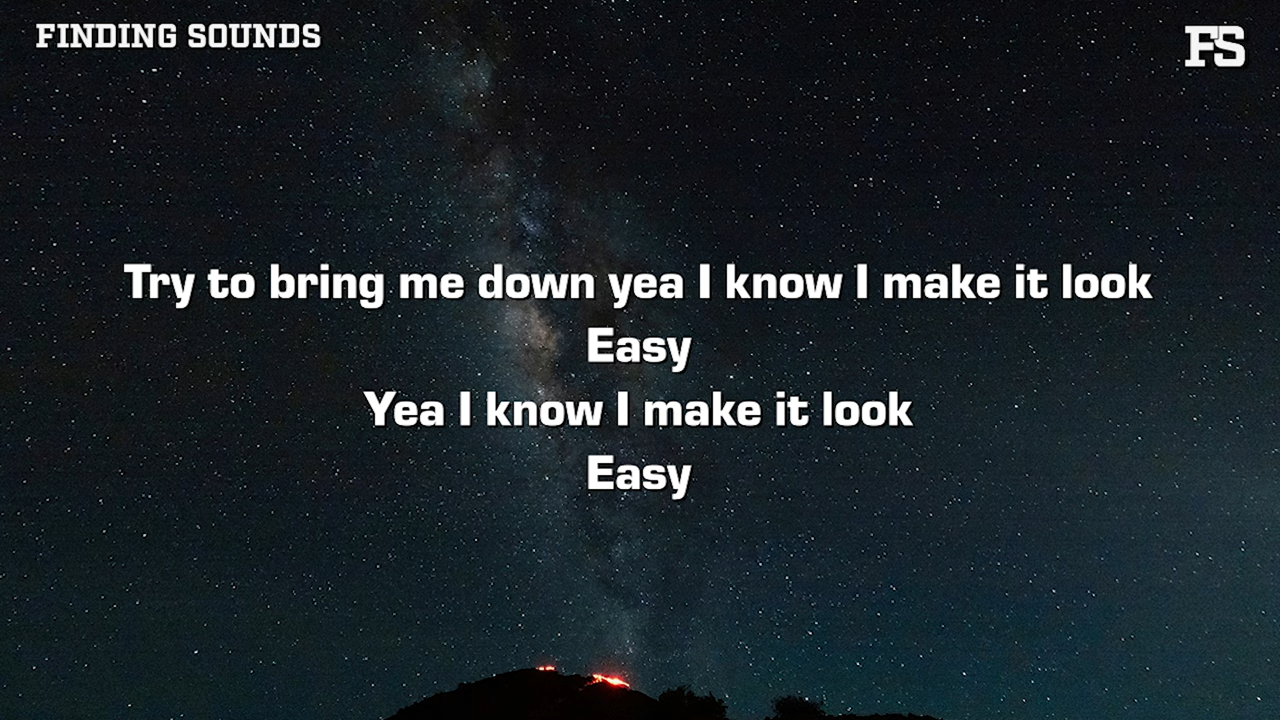 FINDING SOUNDS
FS
Try to bring me down yea I know I make it look
Easy
Yea I know I make it look
Easy